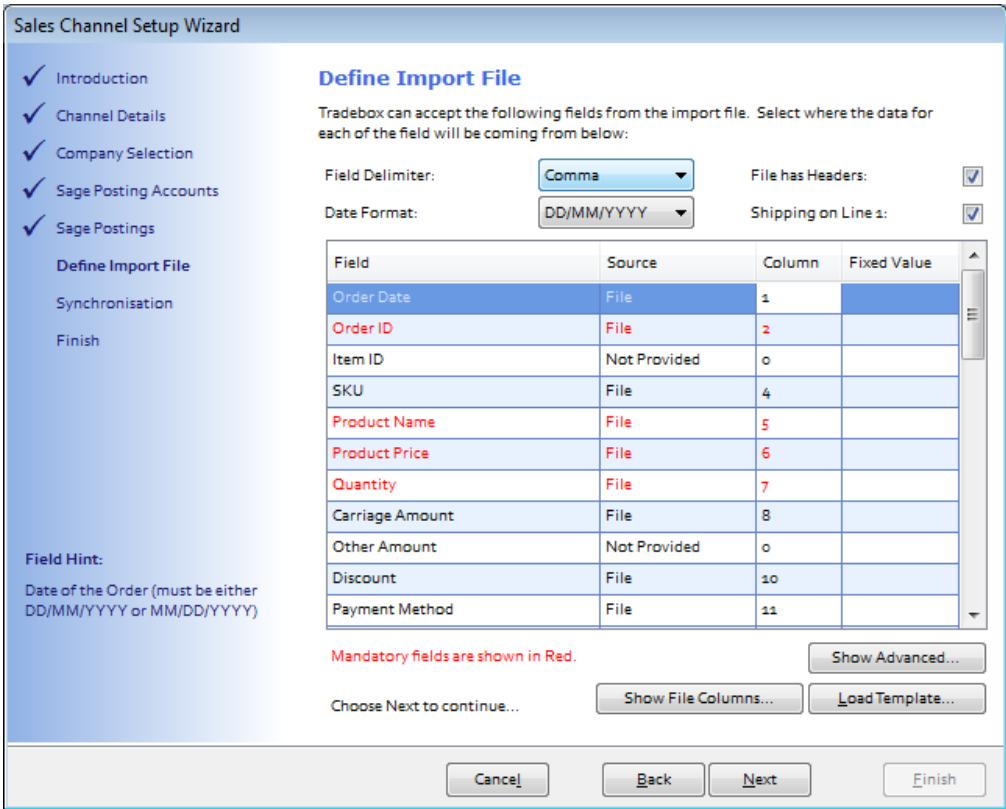 Sales Channel Setup Wizard
Introduction
Channel Details
Company Selection
Sage Posting Accounts
Sage Postings
Define Import File
Synchronisation
Finish
Field Hint:
Date of the Order (must be either
DD/MM/YYYY or MM/DD/YYYY)
Define Import File
Tradebox can accept the following fields from the import file. Select where the data for
each of the field will be coming from below:
Field Delimiter: Comma File has Headers:
Date Format: DD/MM/YYYY Shipping on Line 1:
Field Source Column Fixed Value
Order Date File 1
Order ID File 2
Item ID Not Provided 0
SKU File 4
Product Name File 5
Product Price File 6
Quantity File 7
Carriage Amount File 8
Other Amount Not Provided 0
Discount File 10
Payment Method File 11
Mandatory fields are shown in Red. Show Advanced...
Choose Next to continue... Show File Columns... Load Template...
Cancel Back Next Finish